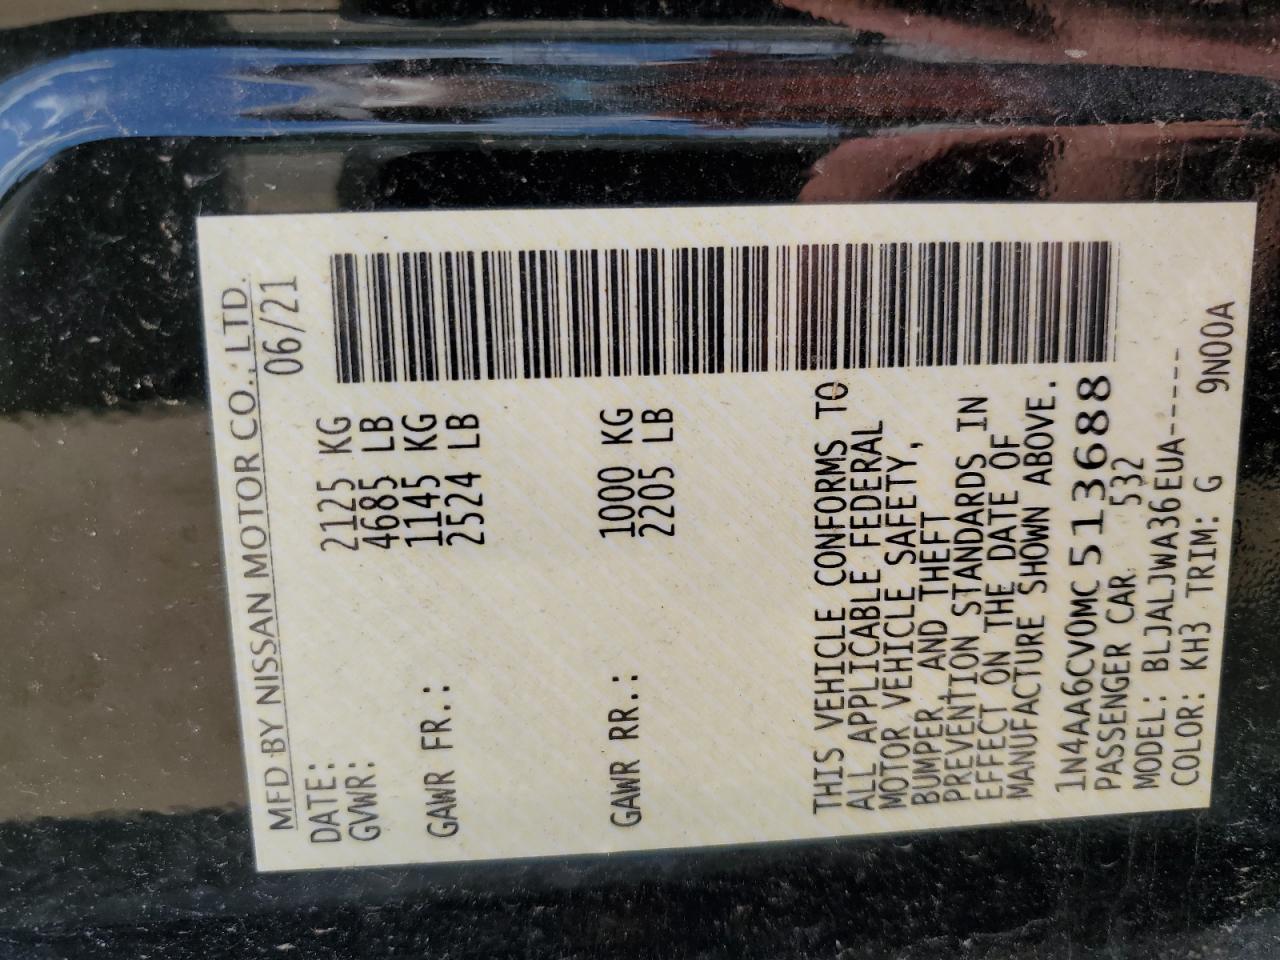 MFD BY NISSAN MOTOR CO., LTD.
DATE: 06/21
GVWR: 2125 KG
4685 LB
GAWR FR.: 1145 KG
2524 LB
GAWR RR.: 1000 KG
2205 LB
THIS VEHICLE CONFORMS TO
ALL APPLICABLE FEDERAL
MOTOR VEHICLE SAFETY,
BUMPER AND THEFT
PREVENTION STANDARDS IN
EFFECT ON THE DATE OF
MANUFACTURE SHOWN ABOVE.
1N4AA6CV0MC513688
PASSENGER CAR 532
MODEL: BLJALJWA36EUA-----
COLOR: KH3 TRIM: G 9N00A